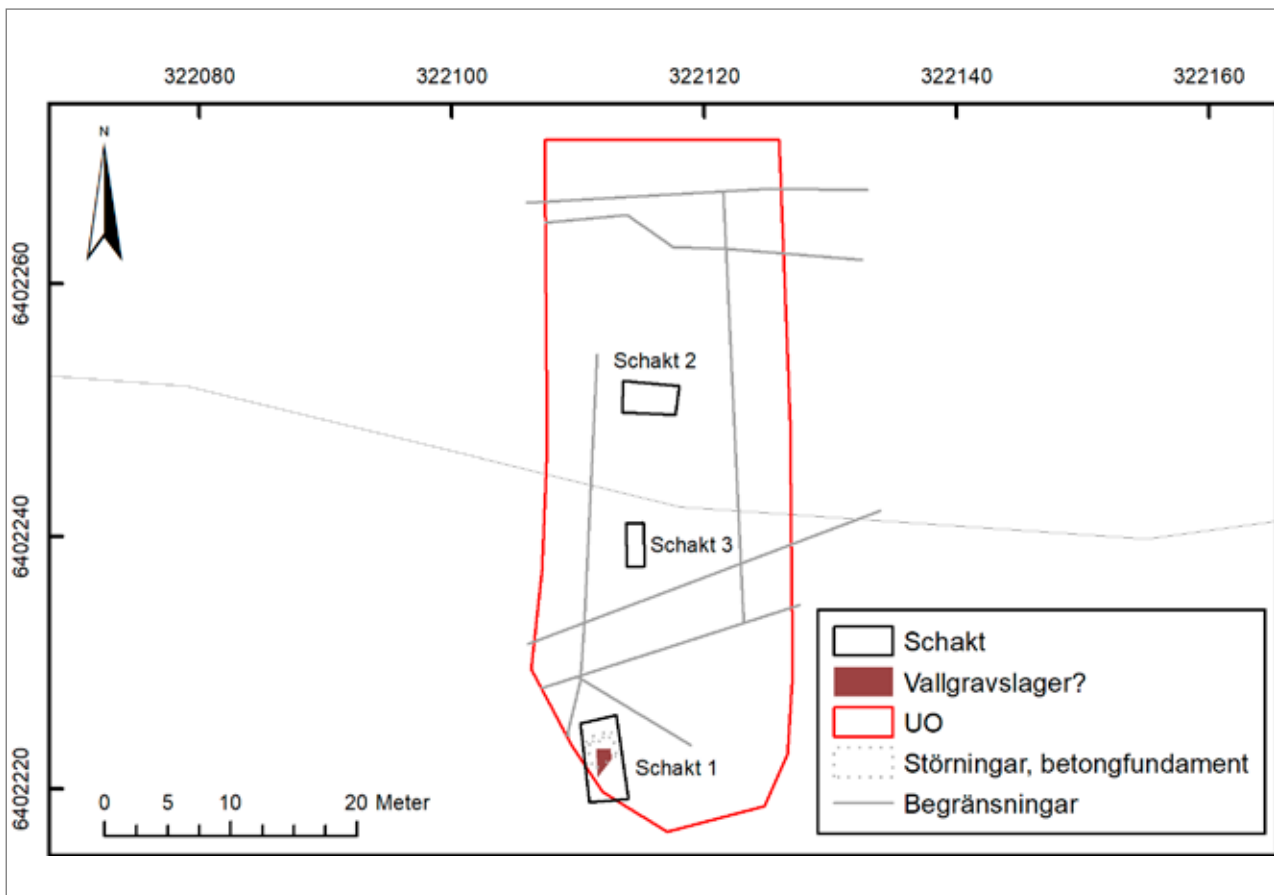 322080 322100 322120 322140 322160
N
6402260
Schakt 2
6402240
Schakt 3
Schakt
Vallgravslager?
UO
Störningar, betongfundament
Begränsningar
6402220
Schakt 1
0 5 10 20 Meter